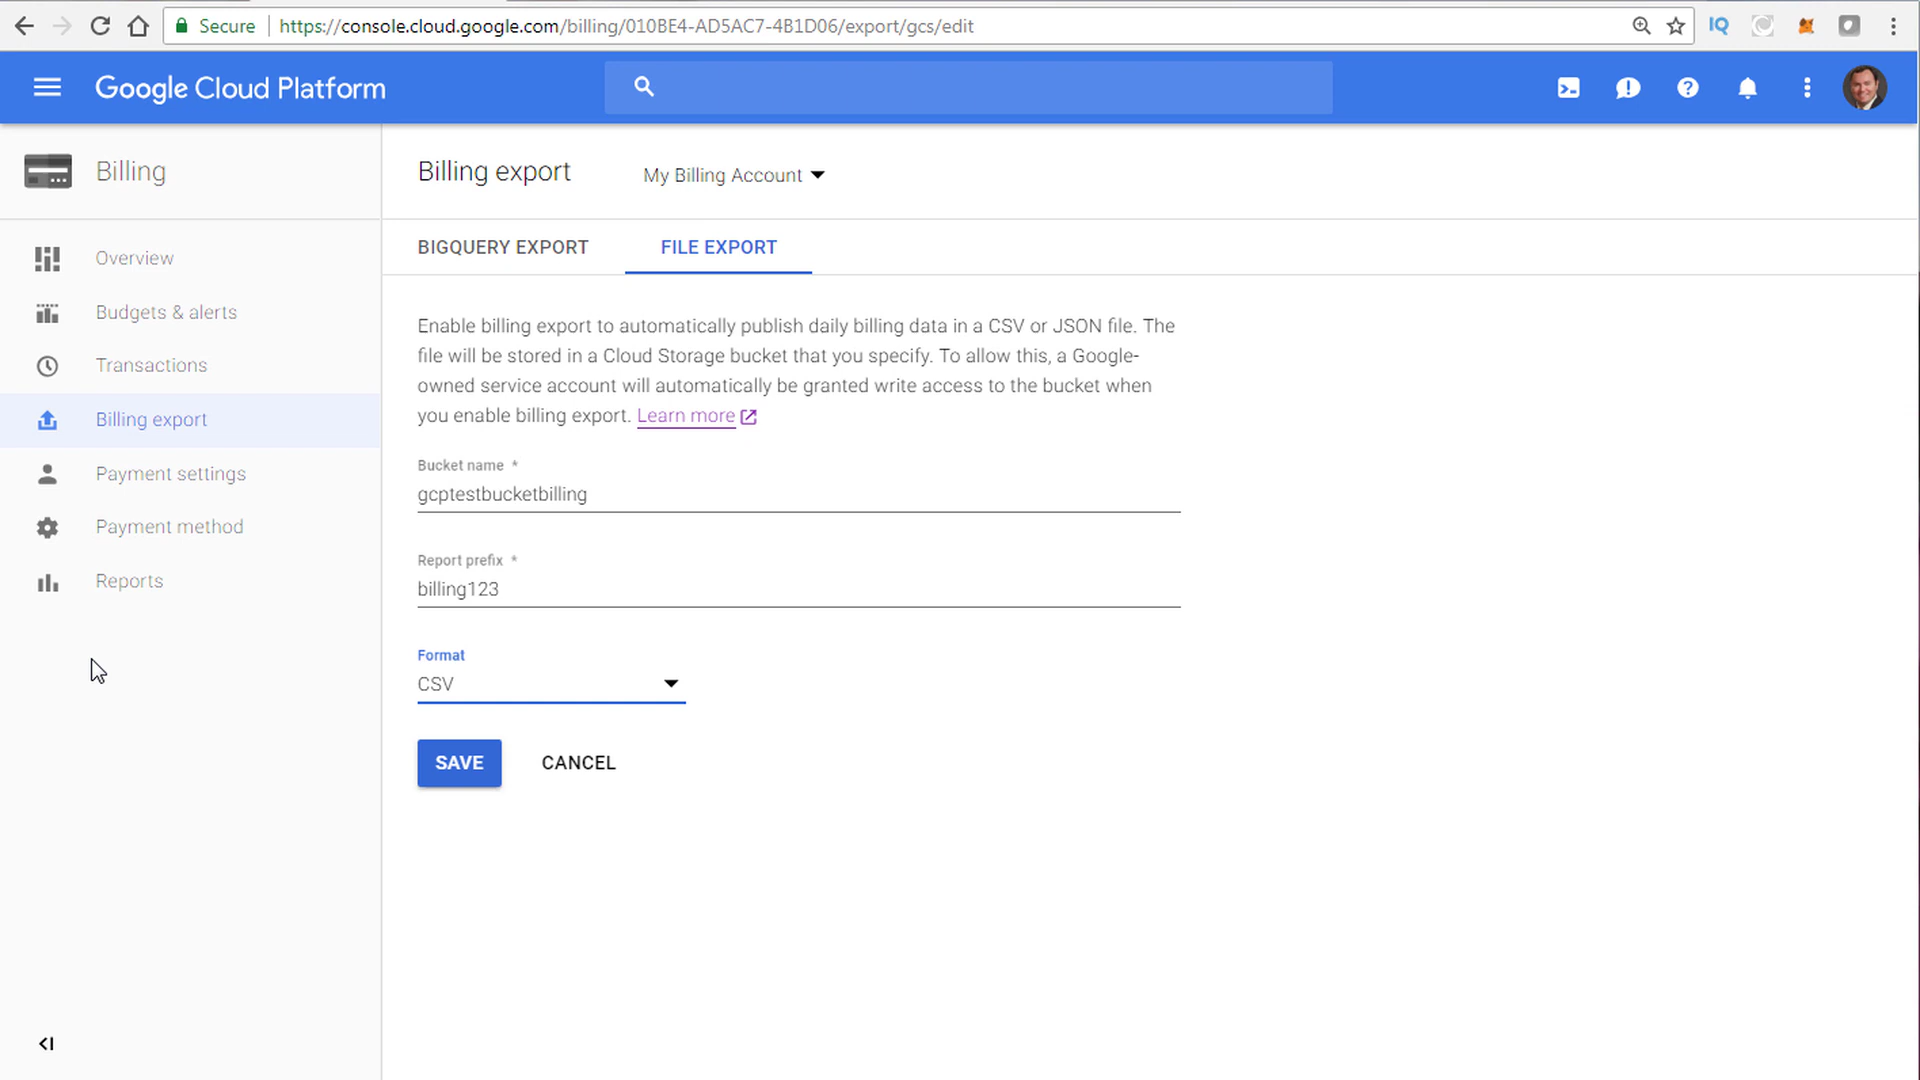 Secure | https://console.cloud.google.com/billing/010BE4-AD5AC7-4B1D06/export/gcs/edit
IQ
Google Cloud Platform
Billing
Billing export
My Billing Account
BIGQUERY EXPORT
FILE EXPORT
Overview
Budgets & alerts
Transactions
Billing export
Payment settings
Payment method
Reports
Enable billing export to automatically publish daily billing data in a CSV or JSON file. The
file will be stored in a Cloud Storage bucket that you specify. To allow this, a Google-
owned service account will automatically be granted write access to the bucket when
you enable billing export. Learn more
Bucket name *
gcptestbucketbilling
Report prefix *
billing123
Format
CSV
SAVE
CANCEL